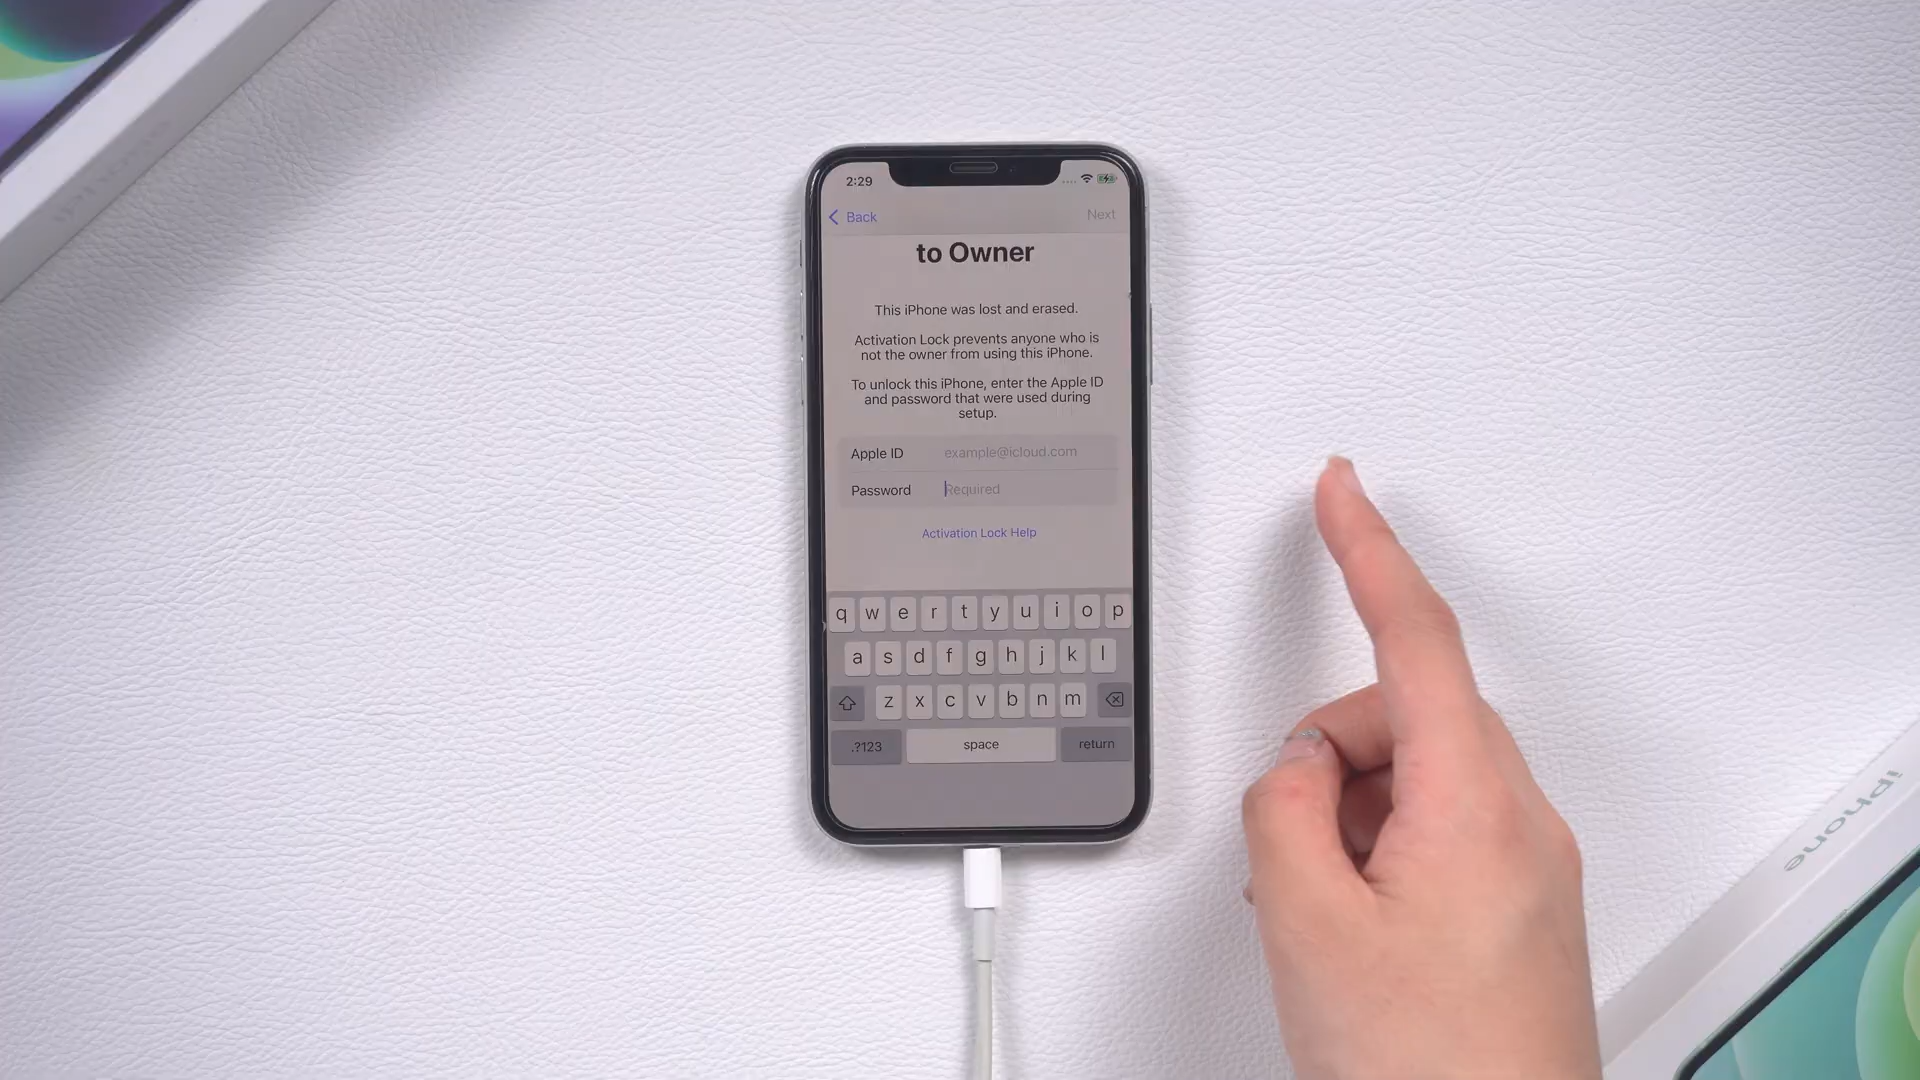 2:29
Back
Next
to Owner
This iPhone was lost and erased.
Activation Lock prevents anyone who is
not the owner from using this iPhone.
To unlock this iPhone, enter the Apple ID
and password that were used during
setup.
Apple ID example@icloud.com
Password Required
Activation Lock Help
q w e r t y u i o p
a s d f g h j k l
z x c v b n m
.?123 space return
iPhone
iPhone